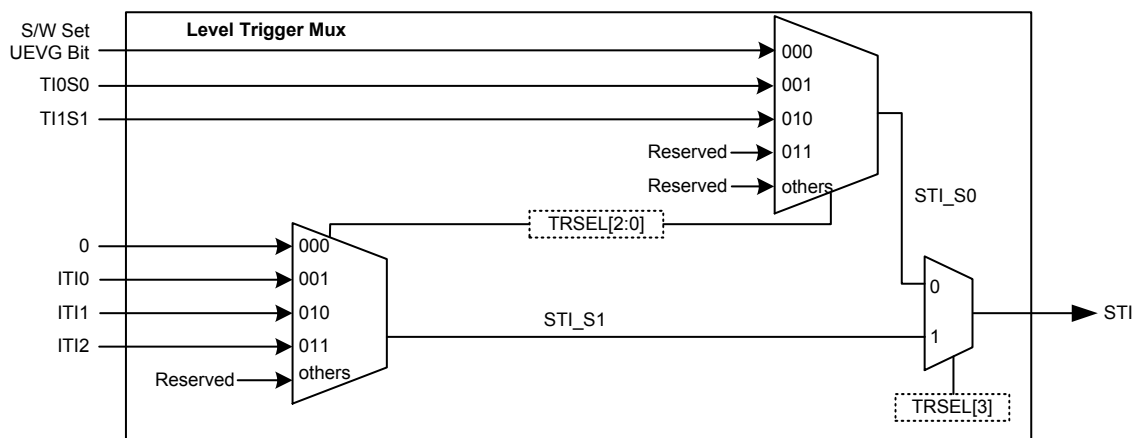 S/W Set
UEVG Bit
Level Trigger Mux
000
TI0S0
001
TI1S1
010
Reserved
011
Reserved
others
STI_S0
TRSEL[2:0]
0
000
ITI0
001
0
ITI1
010
STI_S1
STI
ITI2
011
1
Reserved
others
TRSEL[3]